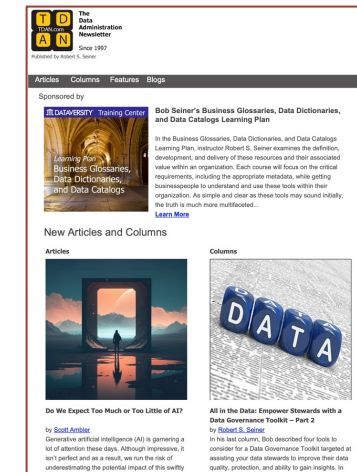 T D
TDAN.com
A N
The
Data
Administration
Newsletter
Since 1997
Published by Robert S. Seiner
Articles Columns Features Blogs
Sponsored by
DATAVERSITY Training Center
Learning Plan
Business Glossaries,
Data Dictionaries,
and Data Catalogs
Bob Seiner's Business Glossaries, Data Dictionaries,
and Data Catalogs Learning Plan
In the Business Glossaries, Data Dictionaries, and Data Catalogs
Learning Plan, instructor Robert S. Seiner examines the definition,
development, and delivery of these resources and their associated
value within an organization. Each course will focus on the critical
requirements, including the appropriate metadata, while getting
businesspeople to understand and use these tools within their
organization. As simple and clear as these tools may sound initially,
the truth is much more multifaceted...
Learn More
New Articles and Columns
Articles
Do We Expect Too Much or Too Little of AI?
by Scott Ambler
Generative artificial intelligence (AI) is garnering a
lot of attention these days. Although impressive, it
isn't perfect and as a result, we run the risk of
underestimating the potential impact of this swiftly
Columns
DATA
All in the Data: Empower Stewards with a
Data Governance Toolkit – Part 2
by Robert S. Seiner
In his last column, Bob described four tools to
consider for a Data Governance Toolkit targeted at
assisting your data stewards to improve their data
quality, protection, and ability to gain insights. In